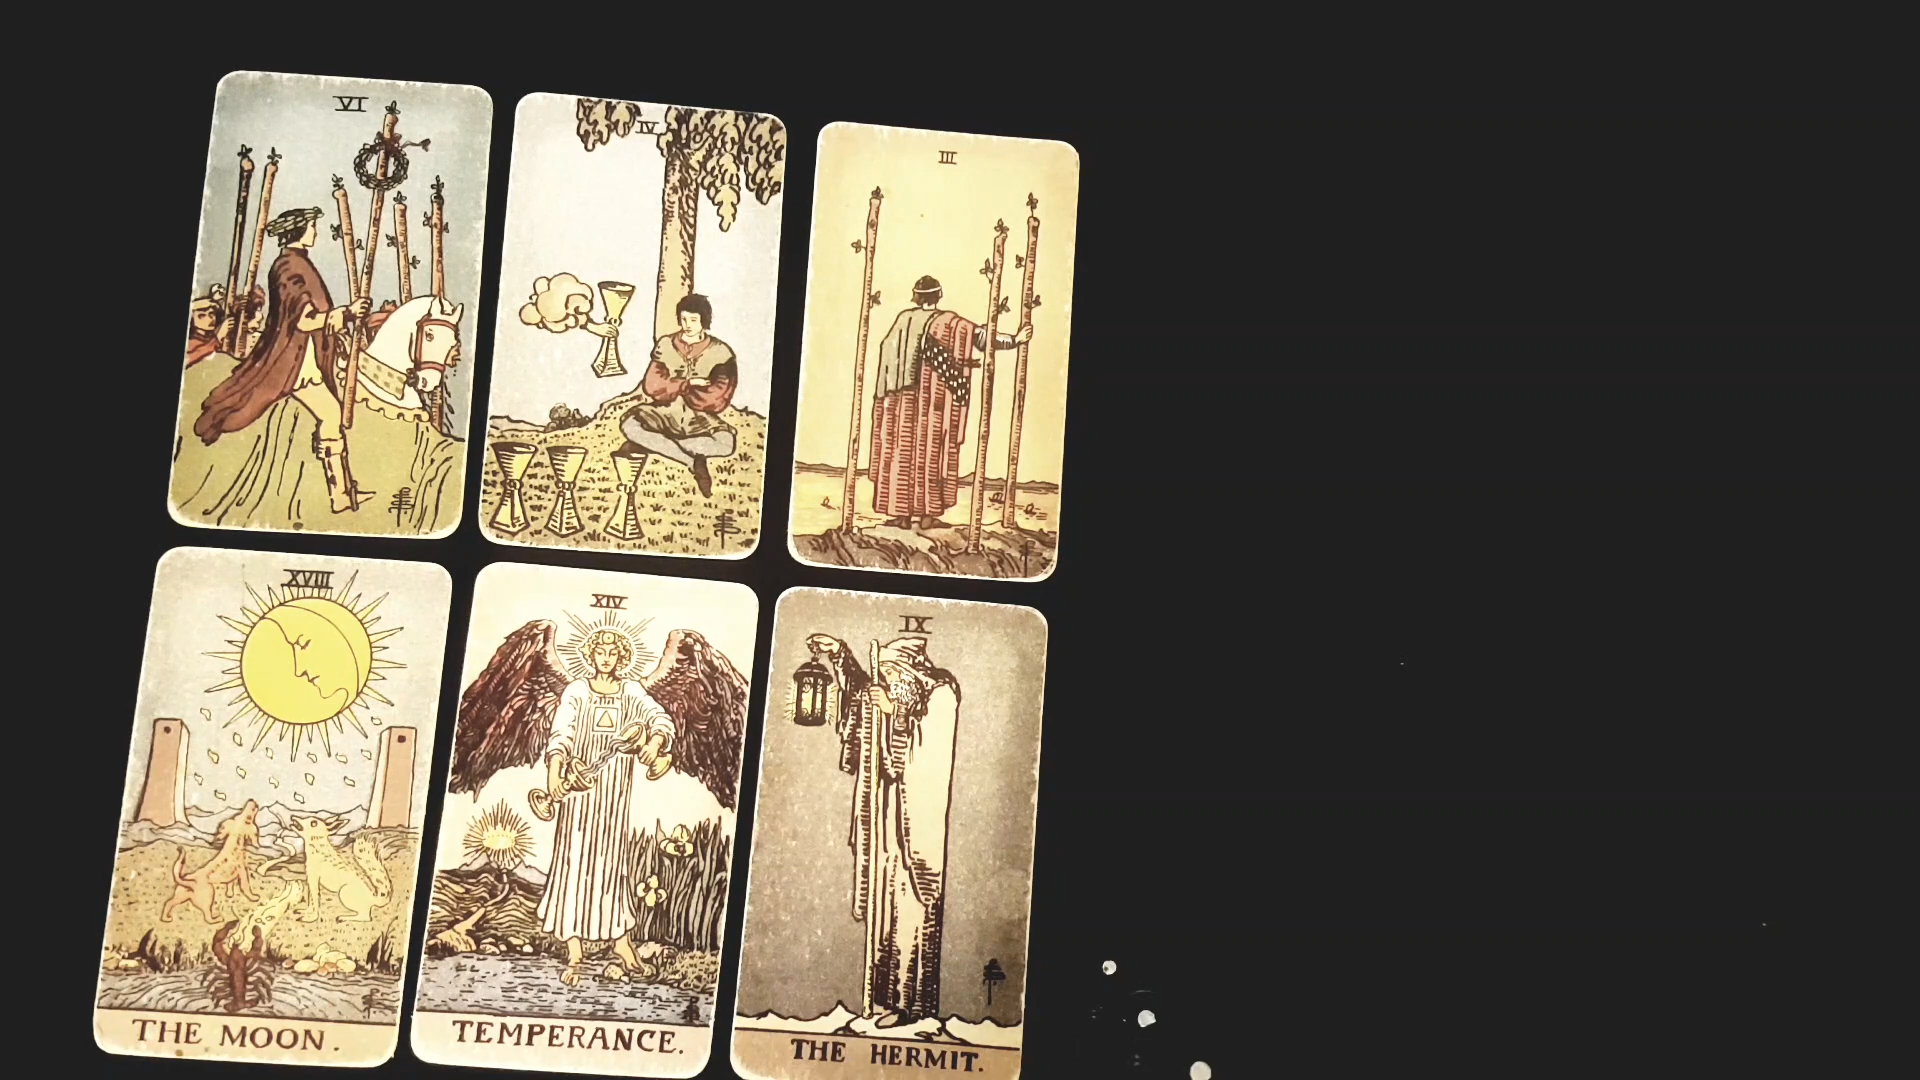 VI
IV
III
XVIII
XIV
IX
THE MOON.
TEMPERANCE.
THE HERMIT.